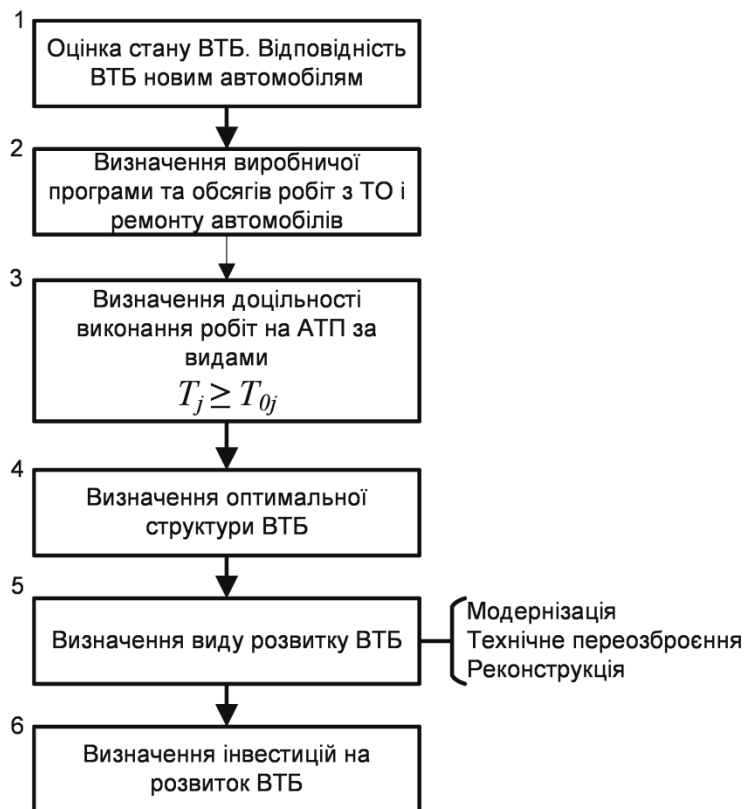 1
Оцінка стану ВТБ. Відповідність
ВТБ новим автомобілям
2
Визначення виробничої
програми та обсягів робіт з ТО і
ремонту автомобілів
3
Визначення доцільності
виконання робіт на АТП за
видами
Tj ≥ T0j
4
Визначення оптимальної
структури ВТБ
5
Визначення виду розвитку ВТБ
Модернізація
Технічне переозброєння
Реконструкція
6
Визначення інвестицій на
розвиток ВТБ